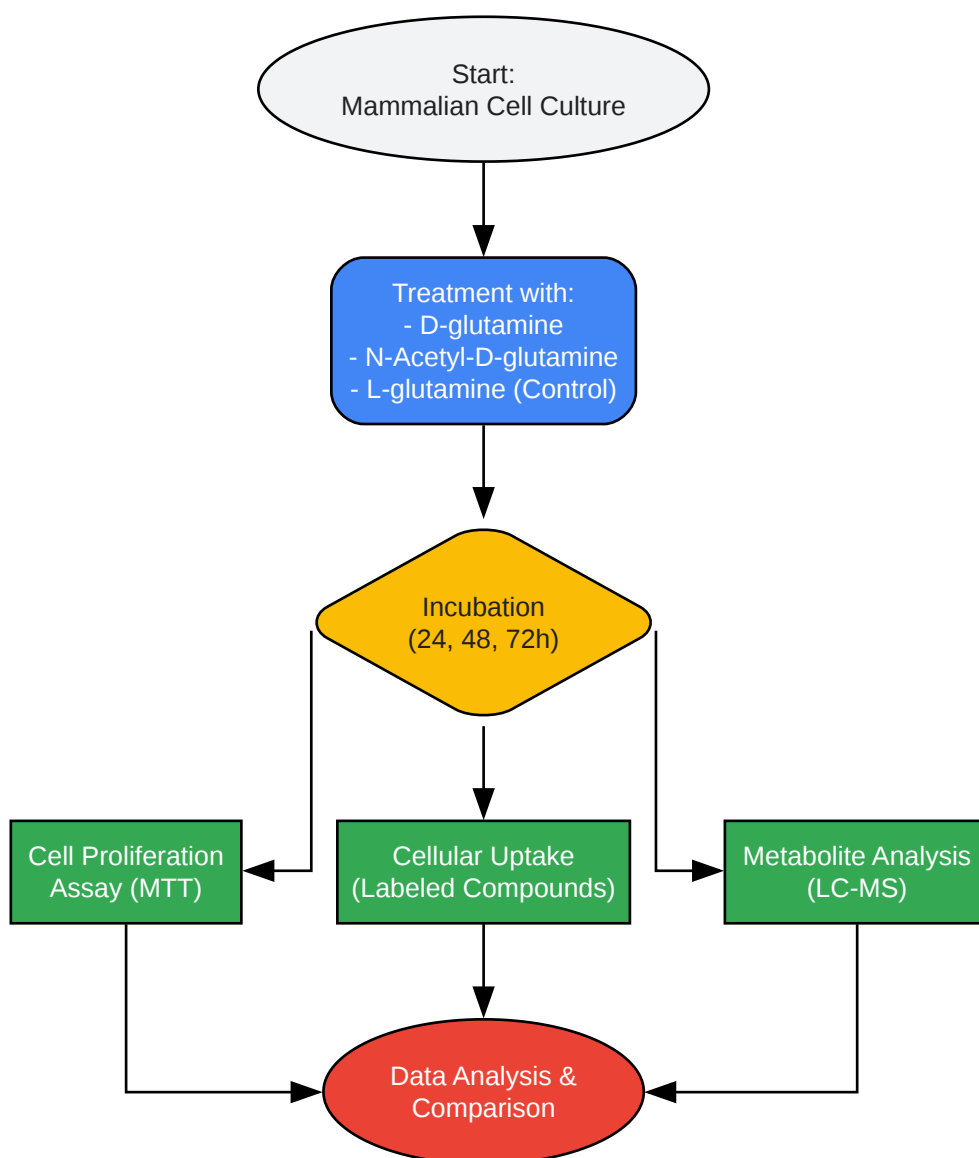 Start:
Mammalian Cell Culture
Treatment with:
- D-glutamine
- N-Acetyl-D-glutamine
- L-glutamine (Control)
Incubation
(24, 48, 72h)
Cell Proliferation
Assay (MTT)
Cellular Uptake
(Labeled Compounds)
Metabolite Analysis
(LC-MS)
Data Analysis &
Comparison